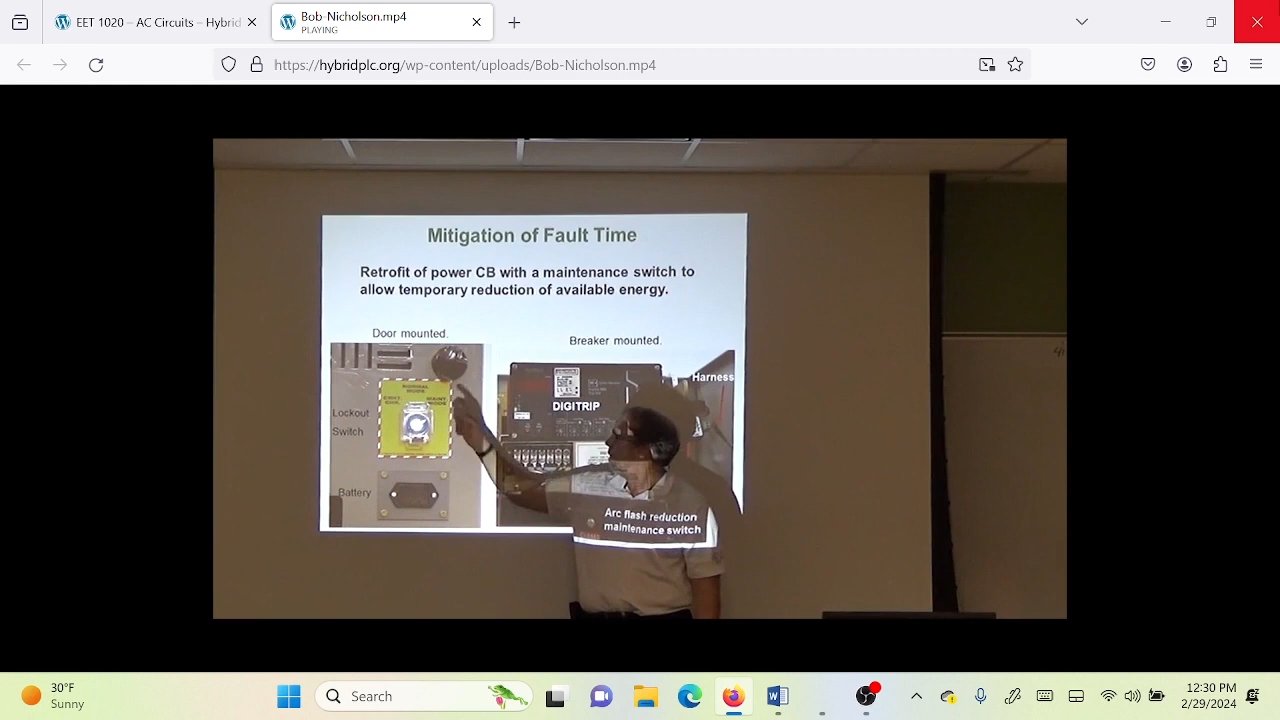 EET 1020 – AC Circuits – Hybrid
Bob-Nicholson.mp4
PLAYING
https://hybridplc.org/wp-content/uploads/Bob-Nicholson.mp4
Mitigation of Fault Time
Retrofit of power CB with a maintenance switch to
allow temporary reduction of available energy.
Door mounted.
Breaker mounted.
Harness
MAINT
MODE
DIGITRIP
Lockout
Switch
Battery
Arc flash reduction
maintenance switch
30°F
Sunny
Search
12:30 PM
2/29/2024